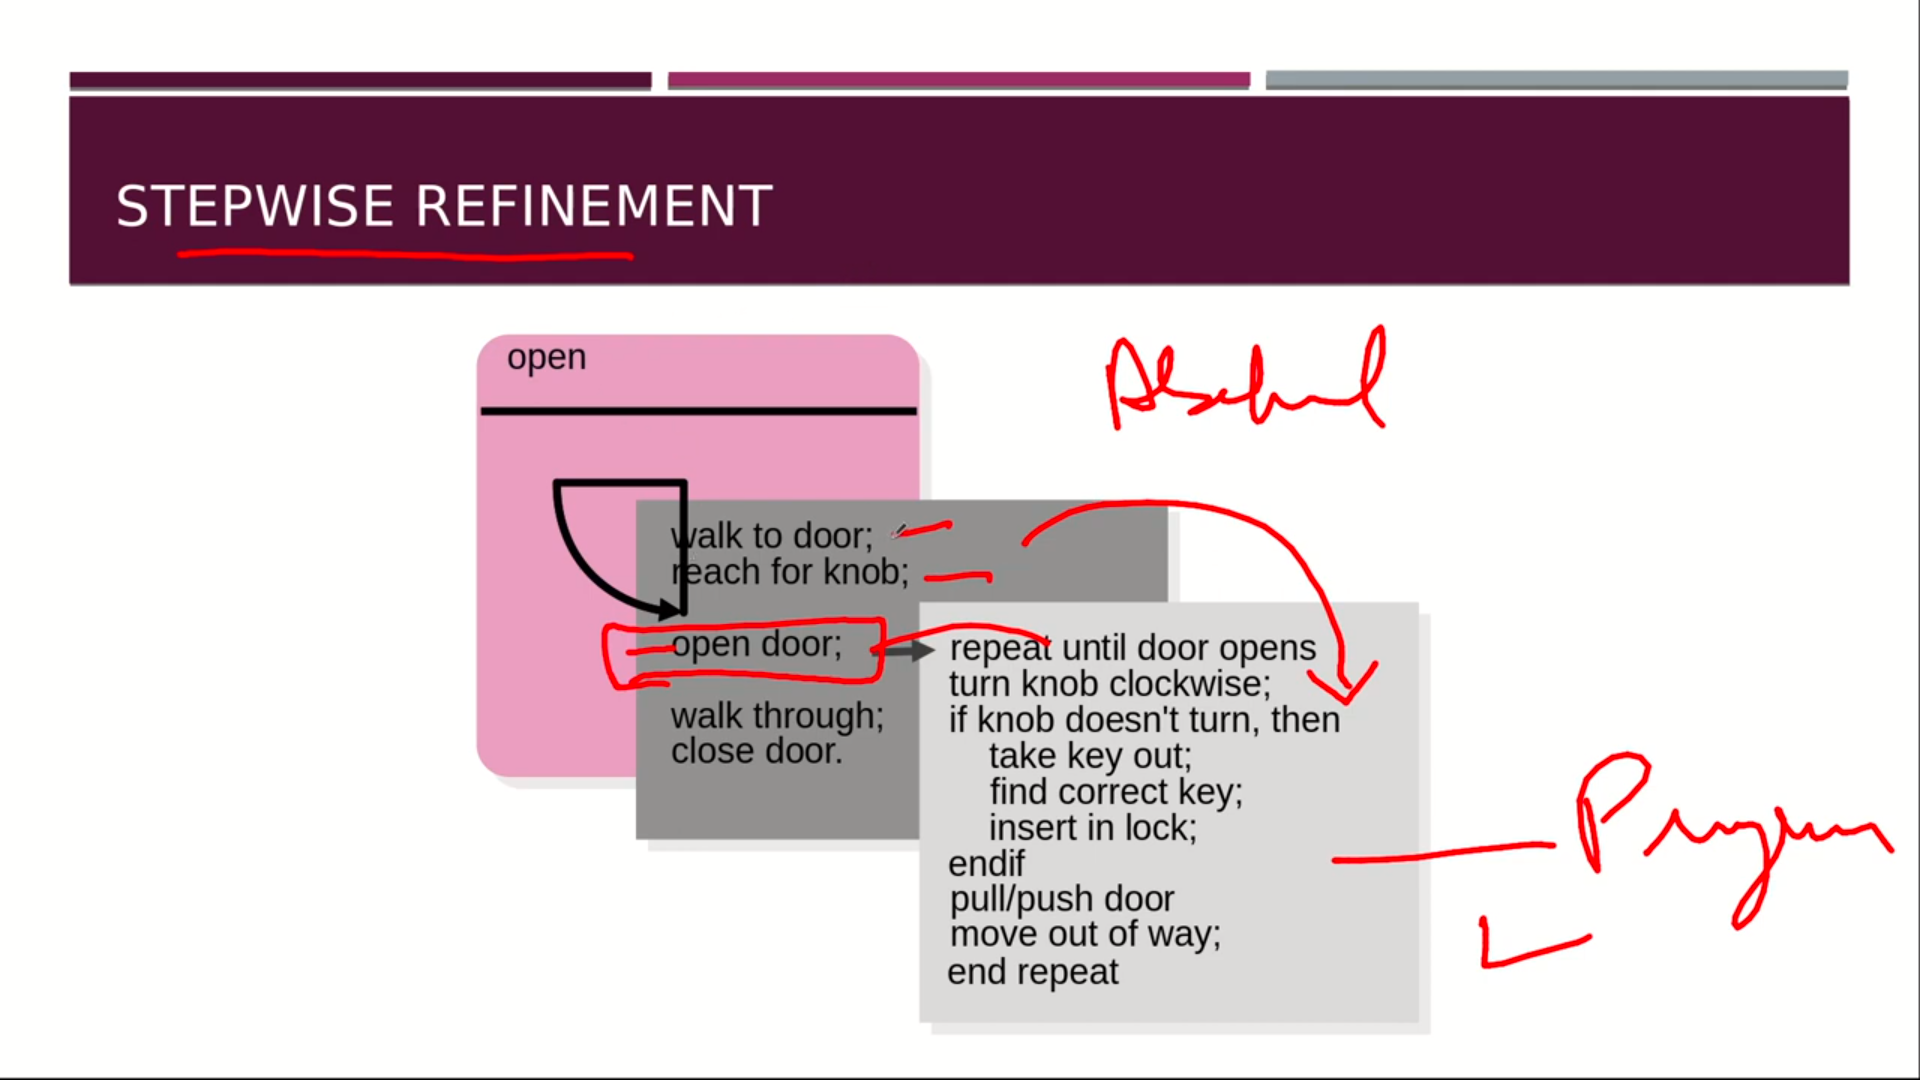 STEPWISE REFINEMENT
open
walk to door;
reach for knob;
open door;
walk through;
close door.
repeat until door opens
turn knob clockwise;
if knob doesn't turn, then
take key out;
find correct key;
insert in lock;
endif
pull/push door
move out of way;
end repeat